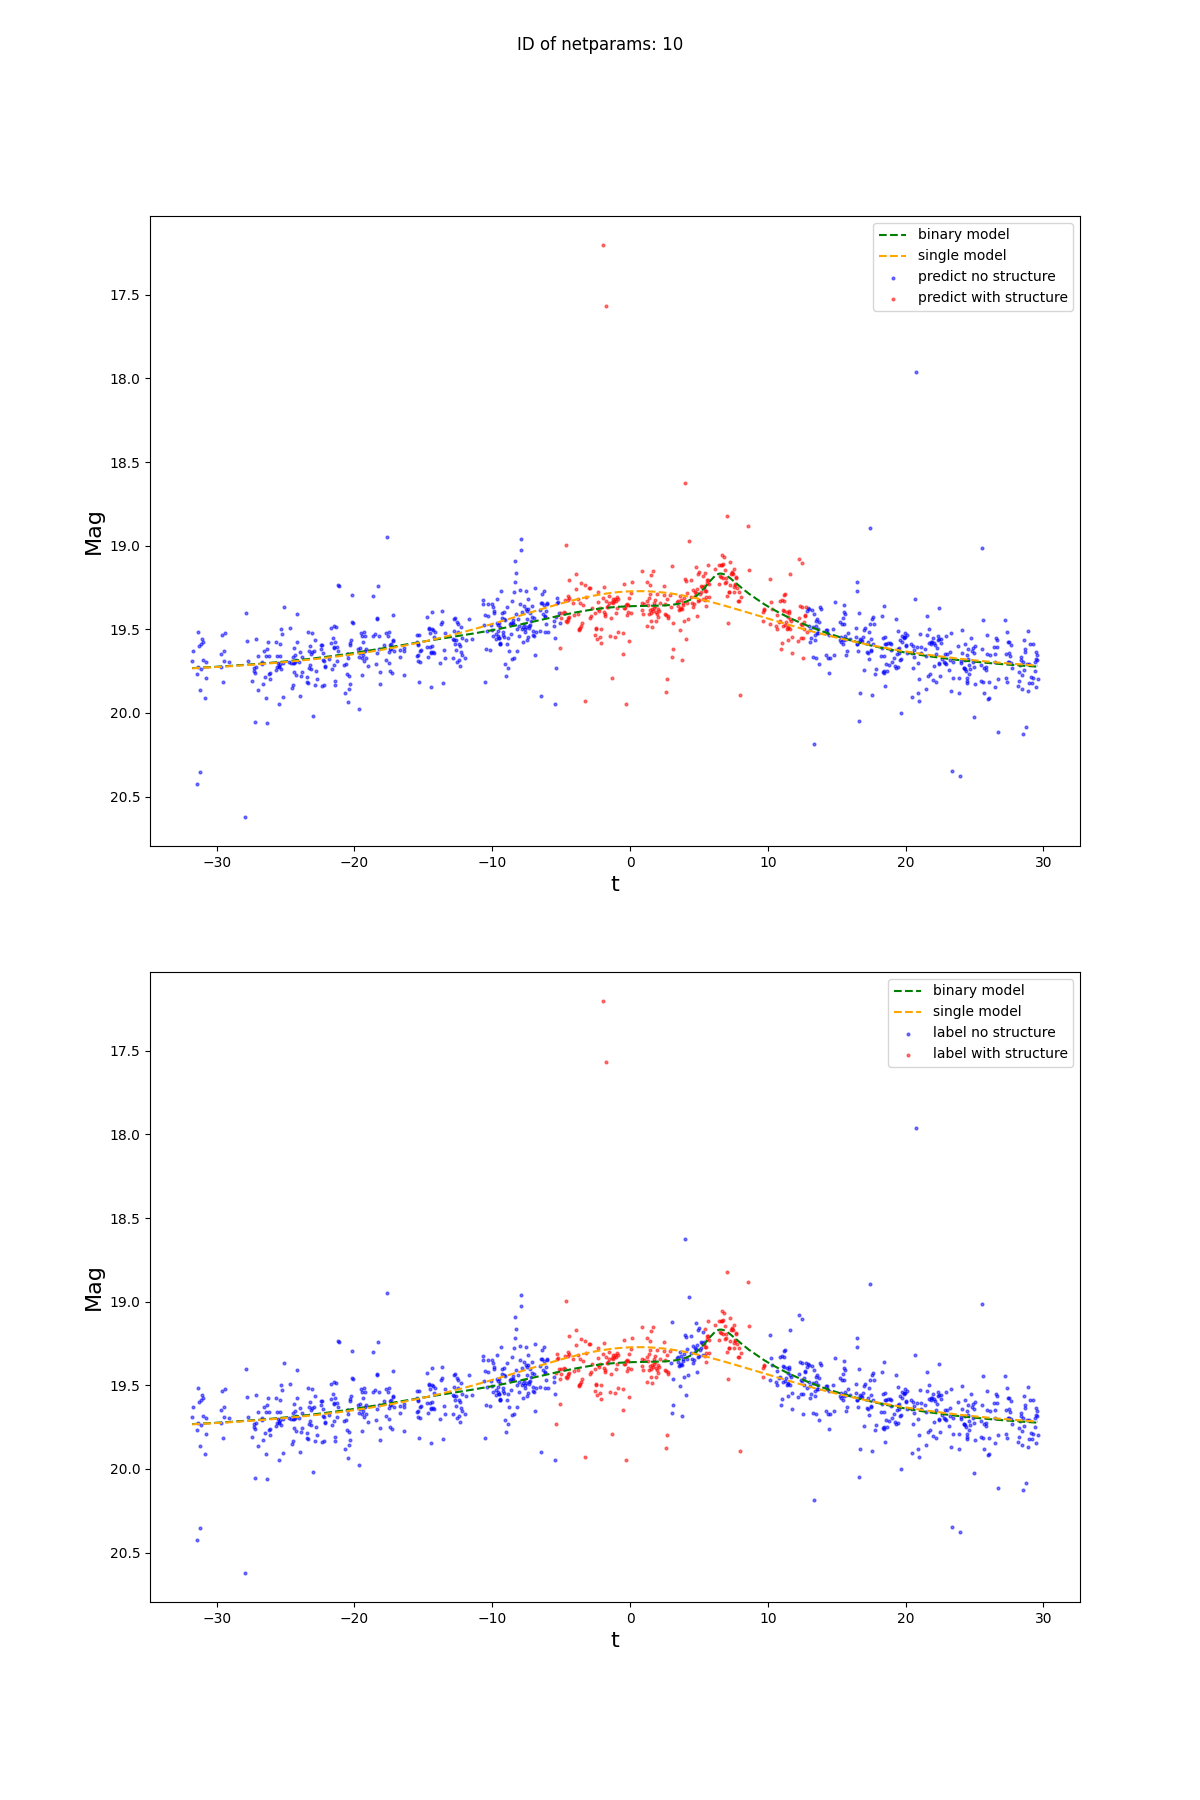 ID of netparams: 10
binary model
single model
predict no structure
predict with structure
17.5
18.0
18.5
19.0
19.5
20.0
20.5
Mag
−30
−20
−10
0
10
20
30
t
binary model
single model
label no structure
label with structure
17.5
18.0
18.5
19.0
19.5
20.0
20.5
Mag
−30
−20
−10
0
10
20
30
t